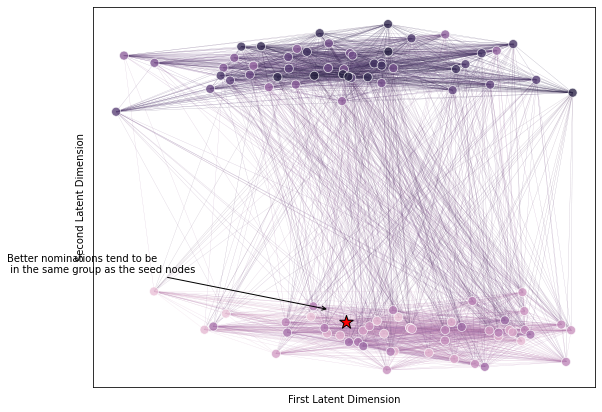 Second Latent Dimension
Better nominations tend to be
in the same group as the seed nodes
First Latent Dimension